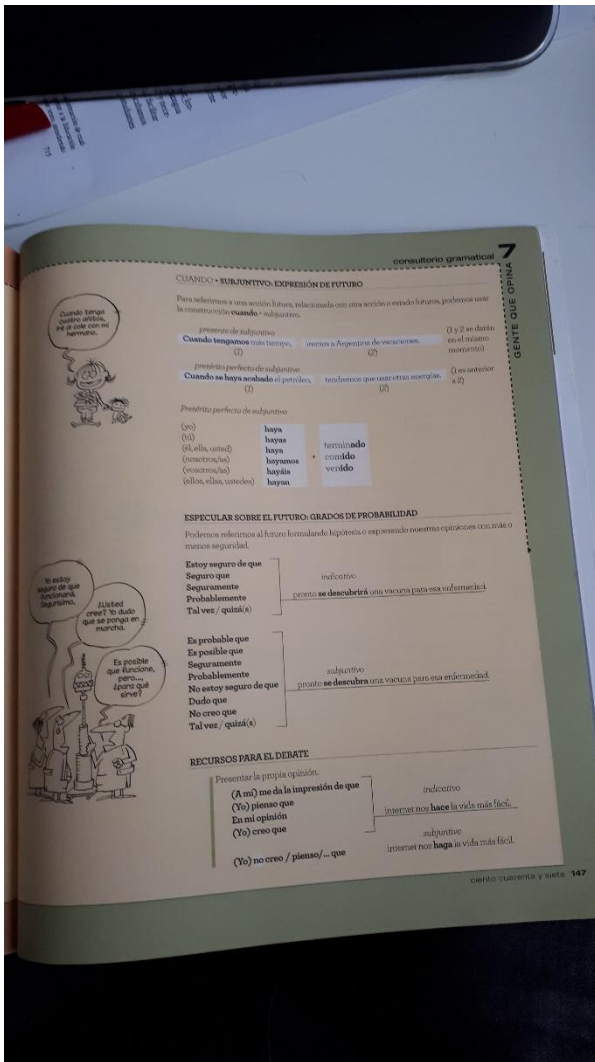 consultorio gramatical 7
GENTE QUE OPINA
CUANDO + SUBJUNTIVO: EXPRESIÓN DE FUTURO
Para referirnos a una acción futura, relacionada con otra acción o estado futuros, podemos usar
la construcción cuando + subjuntivo.
Cuando tenga
cuatro añitos,
iré al cole con mi
hermano.
presente de subjuntivo
Cuando tengamos más tiempo, iremos a Argentina de vacaciones.
(1) (2)
(1 y 2 se darán
en el mismo
momento)
pretérito perfecto de subjuntivo
Cuando se haya acabado el petróleo, tendremos que usar otras energías.
(1) (2)
(1 es anterior
a 2)
Pretérito perfecto de subjuntivo
(yo) haya
(tú) hayas
(él, ella, usted) haya
(nosotros/as) hayamos
(vosotros/as) hayáis
(ellos, ellas, ustedes) hayan
+
terminado
comido
venido
ESPECULAR SOBRE EL FUTURO: GRADOS DE PROBABILIDAD
Podemos referirnos al futuro formulando hipótesis o expresando nuestras opiniones con más o
menos seguridad.
Estoy seguro de que
Seguro que
Seguramente
Probablemente
Tal vez / quizá(s)
indicativo
pronto se descubrirá una vacuna para esa enfermedad.
Yo estoy
seguro de que
funcionará.
Segurísimo.
¿Usted
cree? Yo dudo
que se ponga en
marcha.
Es posible
que funcione,
pero...,
¿para qué
sirve?
Es probable que
Es posible que
Seguramente
Probablemente
No estoy seguro de que
Dudo que
No creo que
Tal vez / quizá(s)
subjuntivo
pronto se descubra una vacuna para esa enfermedad.
RECURSOS PARA EL DEBATE
Presentar la propia opinión.
(A mí) me da la impresión de que
(Yo) pienso que
En mi opinión
(Yo) creo que
indicativo
internet nos hace la vida más fácil.
(Yo) no creo / pienso/... que
subjuntivo
internet nos haga la vida más fácil.
ciento cuarenta y siete 147